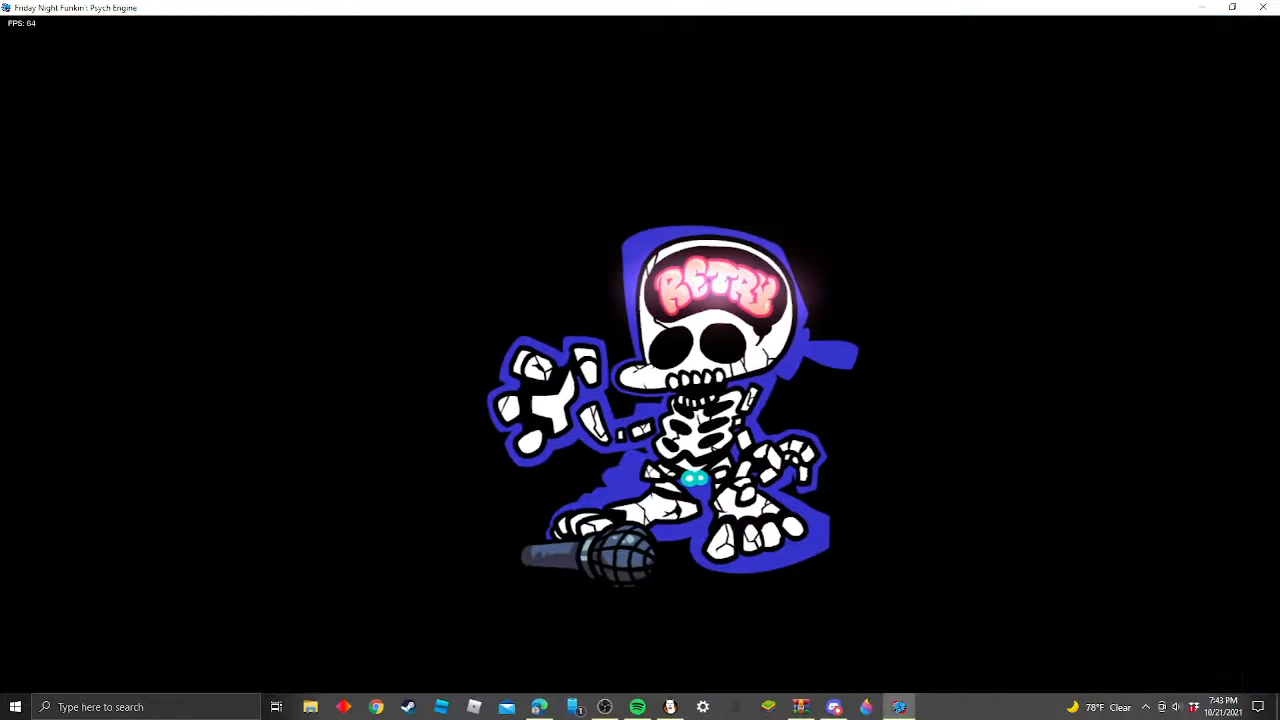 Friday Night Funkin': Psych Engine
FPS: 64
RETRY
Type here to search
78°F Clear
7:43 PM
10/21/2021